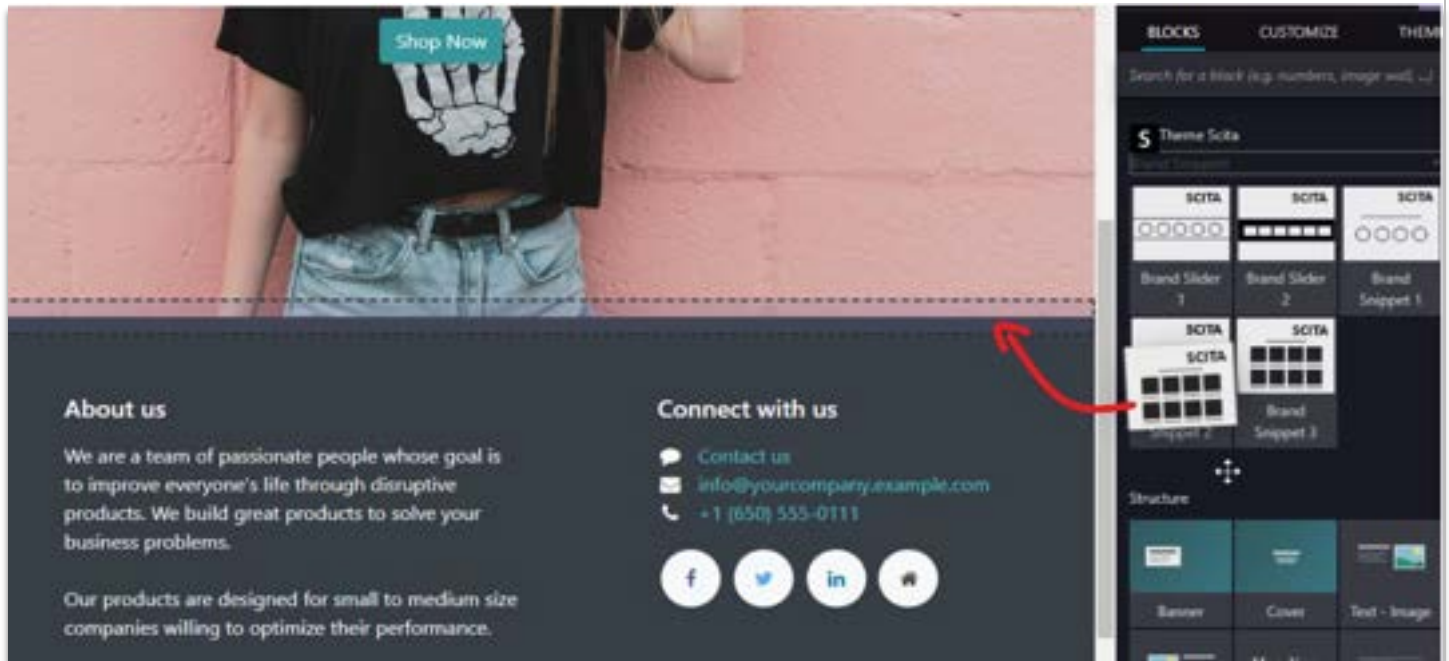 Shop Now
About us
We are a team of passionate people whose goal is
to improve everyone's life through disruptive
products. We build great products to solve your
business problems.
Our products are designed for small to medium size
companies willing to optimize their performance.
Connect with us
Contact us
info@yourcompany.example.com
+1 (650) 555-0111
f
in
BLOCKS CUSTOMIZE THEM
Search for a block (e.g. numbers, image wall, ...)
S Theme Scita
SCITA SCITA SCITA
Brand Slider
1
Brand Slider
2
Brand
Snippet 1
SCITA SCITA
SCITA
Snippet 2
Brand
Snippet 3
Structure
Banner Cover Text - Image